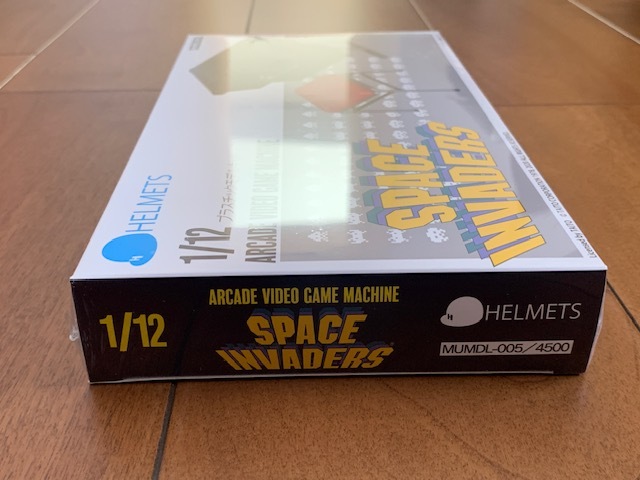 HELMETS
1/12
ARCADE VIDEO GAME MACHINE
SPACE
INVADERS
1/12
ARCADE VIDEO GAME MACHINE
SPACE
INVADERS
HELMETS
MUMDL-005/4500